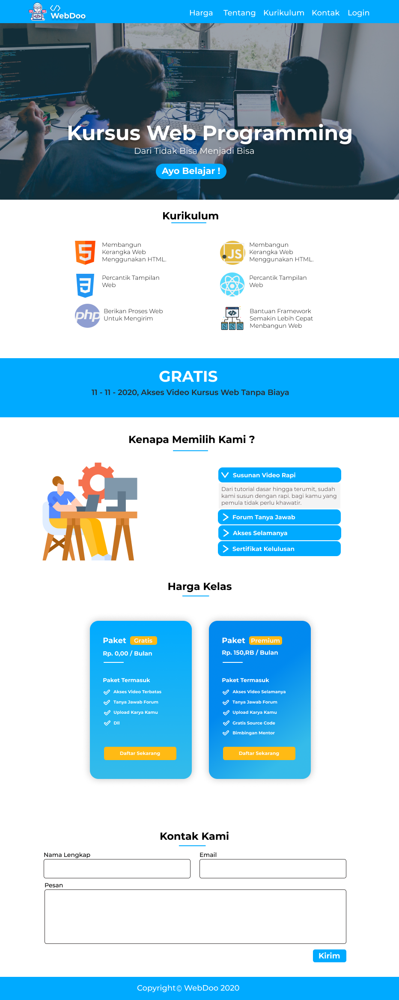 </>
WebDoo
Harga Tentang Kurikulum Kontak Login
Kursus Web Programming
Dari Tidak Bisa Menjadi Bisa
Ayo Belajar !
Kurikulum
5
Membangun
Kerangka Web
Menggunakan HTML.
JS
Membangun
Kerangka Web
Menggunakan HTML.
3
Percantik Tampilan
Web
Percantik Tampilan
Web
php
Berikan Proses Web
Untuk Mengirim
</>
Bantuan Framework
Semakin Lebih Cepat
Menbangun Web
GRATIS
11 - 11 - 2020, Akses Video Kursus Web Tanpa Biaya
Kenapa Memilih Kami ?
Susunan Video Rapi
Dari tutorial dasar hingga terumit, sudah
kami susun dengan rapi. bagi kamu yang
pemula tidak perlu khawatir.
Forum Tanya Jawab
Akses Selamanya
Sertifikat Kelulusan
Harga Kelas
Paket Gratis
Rp. 0,00 / Bulan
Paket Termasuk
Akses Video Terbatas
Tanya Jawab Forum
Upload Karya Kamu
Dll
Daftar Sekarang
Paket Premium
Rp. 150,RB / Bulan
Paket Termasuk
Akses Video Selamanya
Tanya Jawab Forum
Upload Karya Kamu
Gratis Source Code
Bimbingan Mentor
Daftar Sekarang
Kontak Kami
Nama Lengkap
Email
Pesan
Kirim
Copyright© WebDoo 2020